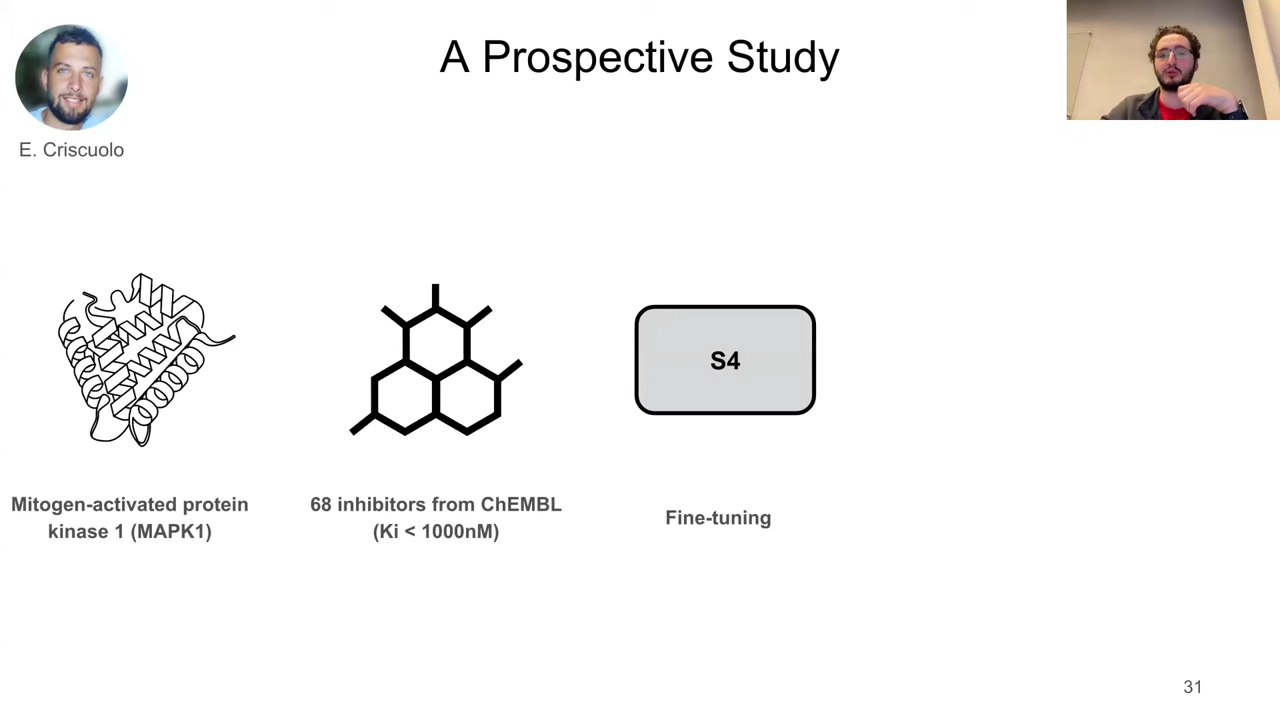 A Prospective Study
E. Criscuolo
S4
Mitogen-activated protein
kinase 1 (MAPK1)
68 inhibitors from ChEMBL
(Ki < 1000nM)
Fine-tuning
31